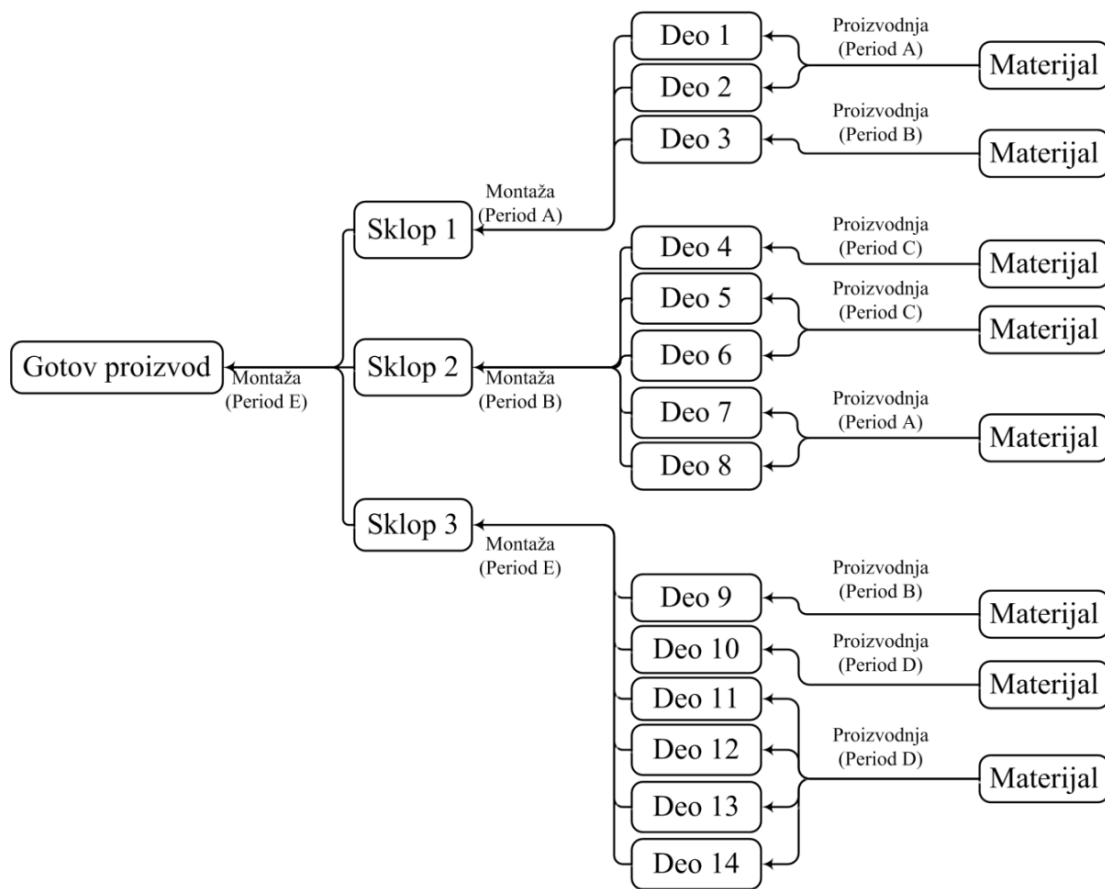 Deo 1
Proizvodnja
(Period A)
Materijal
Deo 2
Deo 3
Proizvodnja
(Period B)
Materijal
Montaža
(Period A)
Sklop 1
Deo 4
Proizvodnja
(Period C)
Materijal
Deo 5
Proizvodnja
(Period C)
Materijal
Deo 6
Gotov proizvod
Montaža
(Period E)
Sklop 2
Montaža
(Period B)
Deo 7
Proizvodnja
(Period A)
Materijal
Deo 8
Sklop 3
Montaža
(Period E)
Deo 9
Proizvodnja
(Period B)
Materijal
Deo 10
Proizvodnja
(Period D)
Materijal
Deo 11
Deo 12
Proizvodnja
(Period D)
Materijal
Deo 13
Deo 14